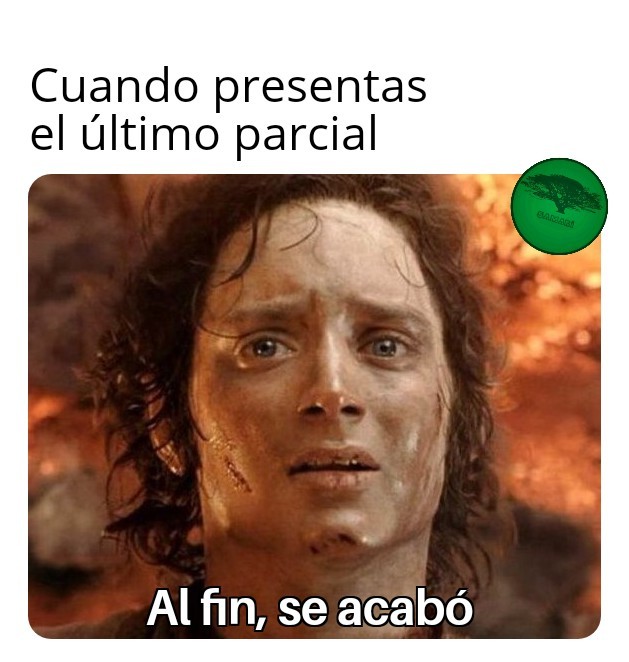 Cuando presentas
el último parcial
Al fin, se acabó